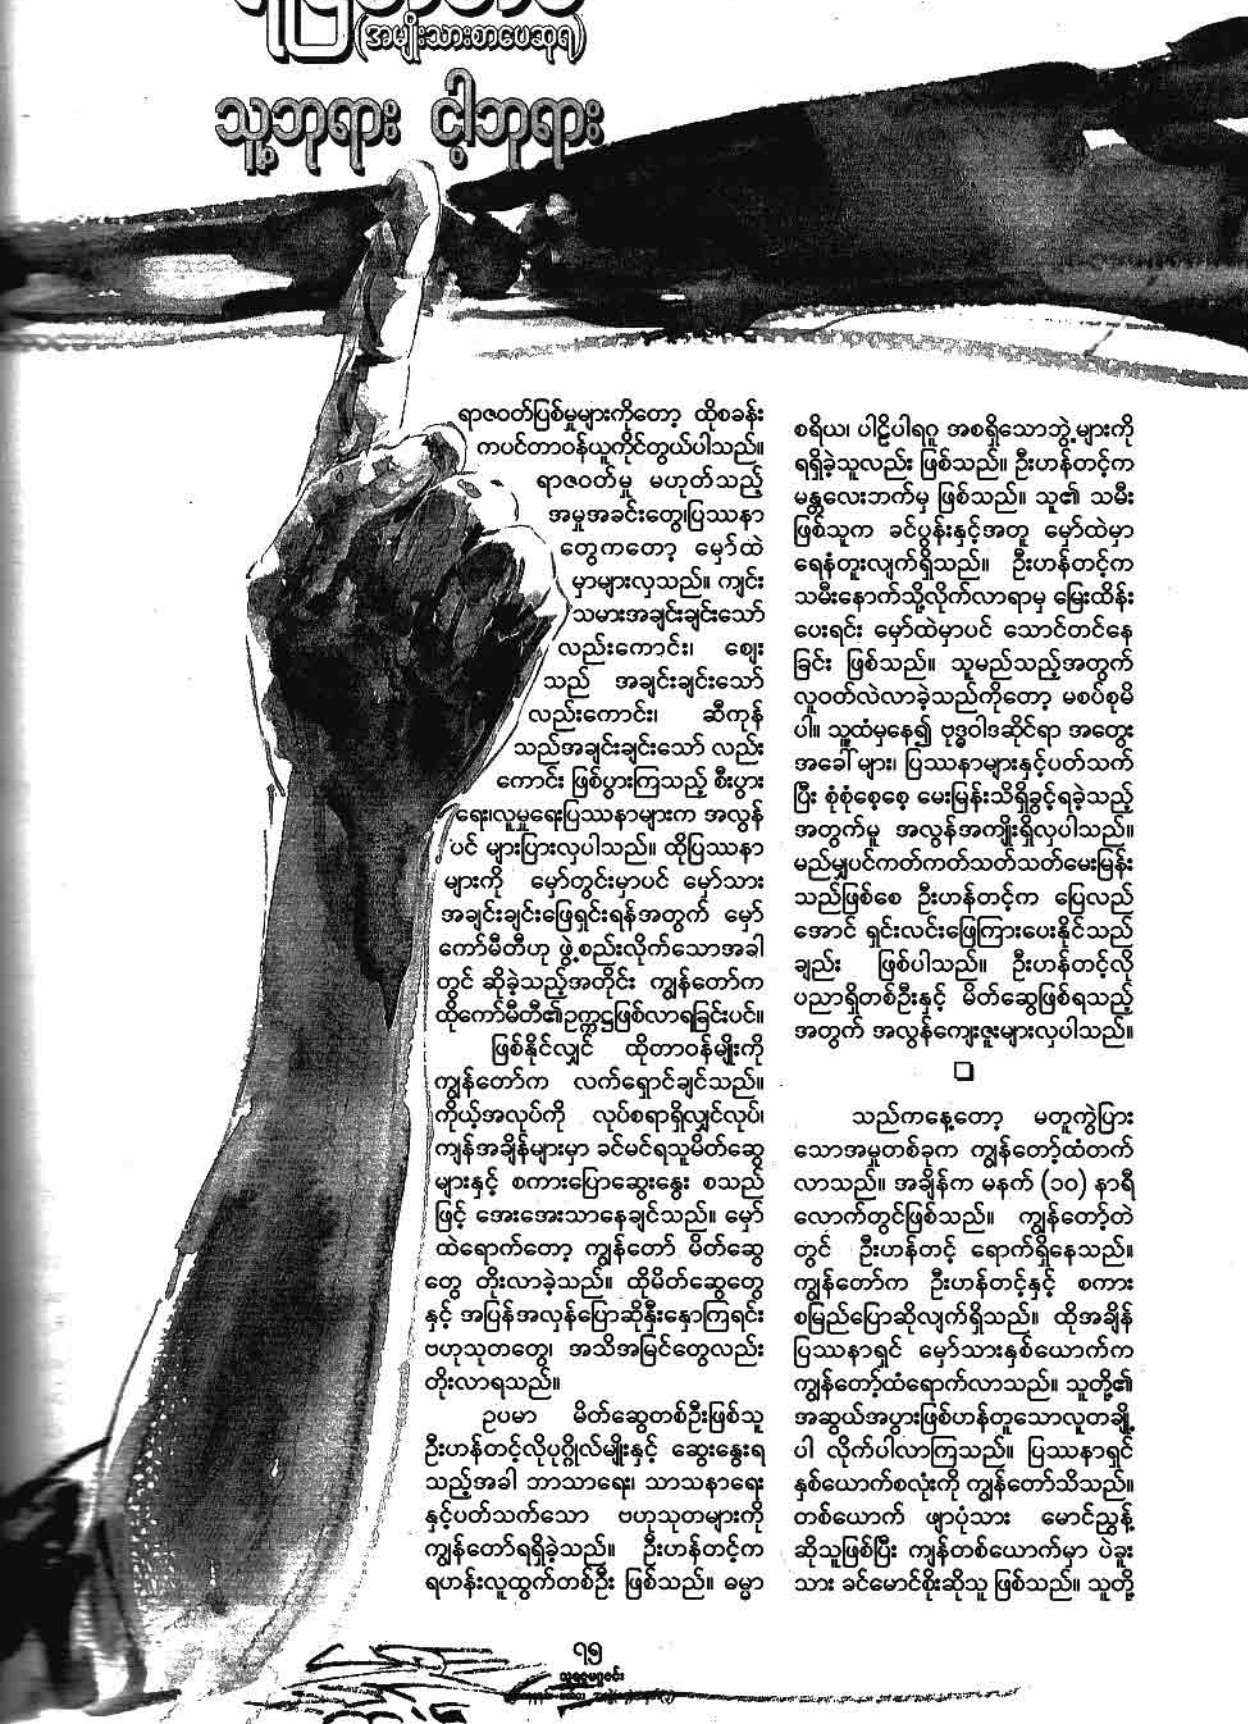 (အမျိုးသားစာပေဆုရ)
သူ့ဘုရား ငါ့ဘုရား
ရာဇဝတ်ပြစ်မှုများကိုတော့ ထိုစခန်း
ကပင်တာဝန်ယူကိုင်တွယ်ပါသည်။
ရာဇဝတ်မှု မဟုတ်သည့်
အမှုအခင်းတွေ၊ပြဿနာ
တွေကတော့ မှော်ထဲ
မှာများလှသည်။ ကျင်း
သမားအချင်းချင်းသော်
လည်းကောင်း၊ ဈေး
သည် အချင်းချင်းသော်
လည်းကောင်း၊ ဆီကုန်
သည်အချင်းချင်းသော် လည်း
ကောင်း ဖြစ်ပွားကြသည့် စီးပွား
ရေး၊လူမှုရေးပြဿနာများက အလွန်
ပင် များပြားလှပါသည်။ ထိုပြဿနာ
များကို မှော်တွင်းမှာပင် မှော်သား
အချင်းချင်းဖြေရှင်းရန်အတွက် မှော်
ကော်မီတီဟု ဖွဲ့စည်းလိုက်သောအခါ
တွင် ဆိုခဲ့သည့်အတိုင်း ကျွန်တော်က
ထိုကော်မီတီ၏ဥက္ကဋ္ဌဖြစ်လာရခြင်းပင်။
ဖြစ်နိုင်လျှင် ထိုတာဝန်မျိုးကို
ကျွန်တော်က လက်ရှောင်ချင်သည်။
ကိုယ့်အလုပ်ကို လုပ်စရာရှိလျှင်လုပ်၊
ကျန်အချိန်များမှာ ခင်မင်ရသူမိတ်ဆွေ
များနှင့် စကားပြောဆွေးနွေး စသည်
ဖြင့် အေးအေးသာနေချင်သည်။ မှော်
ထဲရောက်တော့ ကျွန်တော် မိတ်ဆွေ
တွေ တိုးလာခဲ့သည်။ ထိုမိတ်ဆွေတွေ
နှင့် အပြန်အလှန်ပြောဆိုနှီးနှောကြရင်း
ဗဟုသုတတွေ၊ အသိအမြင်တွေလည်း
တိုးလာရသည်။
ဥပမာ မိတ်ဆွေတစ်ဦးဖြစ်သူ
ဦးဟန်တင့်လိုပုဂ္ဂိုလ်မျိုးနှင့် ဆွေးနွေးရ
သည့်အခါ ဘာသာရေး၊ သာသနာရေး
နှင့်ပတ်သက်သော ဗဟုသုတများကို
ကျွန်တော်ရရှိခဲ့သည်။ ဦးဟန်တင့်က
ရဟန်းလူထွက်တစ်ဦး ဖြစ်သည်။ ဓမ္မာ
စရိယ၊ ပါဠိပါရဂူ အစရှိသောဘွဲ့များကို
ရရှိခဲ့သူလည်း ဖြစ်သည်။ ဦးဟန်တင့်က
မန္တလေးဘက်မှ ဖြစ်သည်။ သူ၏ သမီး
ဖြစ်သူက ခင်ပွန်းနှင့်အတူ မှော်ထဲမှာ
ရေနံတူးလျက်ရှိသည်။ ဦးဟန်တင့်က
သမီးနောက်သို့လိုက်လာရာမှ မြေးထိန်း
ပေးရင်း မှော်ထဲမှာပင် သောင်တင်နေ
ခြင်း ဖြစ်သည်။ သူမည်သည့်အတွက်
လူဝတ်လဲလာခဲ့သည်ကိုတော့ မစပ်စုမိ
ပါ။ သူ့ထံမှနေ၍ ဗုဒ္ဓဝါဒဆိုင်ရာ အတွေး
အခေါ်များ၊ ပြဿနာများနှင့်ပတ်သက်
ပြီး စုံစုံစေ့စေ့ မေးမြန်းသိရှိခွင့်ရခဲ့သည့်
အတွက်မူ အလွန်အကျိုးရှိလှပါသည်။
မည်မျှပင်ကတ်ကတ်သတ်သတ်မေးမြန်း
သည်ဖြစ်စေ ဦးဟန်တင့်က ပြေလည်
အောင် ရှင်းလင်းဖြေကြားပေးနိုင်သည်
ချည်း ဖြစ်ပါသည်။ ဦးဟန်တင့်လို
ပညာရှိတစ်ဦးနှင့် မိတ်ဆွေဖြစ်ရသည့်
အတွက် အလွန်ကျေးဇူးများလှပါသည်။
သည်ကနေ့တော့ မတူကွဲပြား
သောအမှုတစ်ခုက ကျွန်တော့်ထံတက်
လာသည်။ အချိန်က မနက် (၁၀) နာရီ
လောက်တွင်ဖြစ်သည်။ ကျွန်တော့်တဲ
တွင် ဦးဟန်တင့် ရောက်ရှိနေသည်။
ကျွန်တော်က ဦးဟန်တင့်နှင့် စကား
စမြည်ပြောဆိုလျက်ရှိသည်။ ထိုအချိန်
ပြဿနာရှင် မှော်သားနှစ်ယောက်က
ကျွန်တော့်ထံရောက်လာသည်။ သူတို့၏
အဆွယ်အပွားဖြစ်ဟန်တူသောလူတချို့
ပါ လိုက်ပါလာကြသည်။ ပြဿနာရှင်
နှစ်ယောက်စလုံးကို ကျွန်တော်သိသည်။
တစ်ယောက် ဖျာပုံသား မောင်ညွန့်
ဆိုသူဖြစ်ပြီး ကျန်တစ်ယောက်မှာ ပဲခူး
သား ခင်မောင်စိုးဆိုသူ ဖြစ်သည်။ သူတို့
၇၅